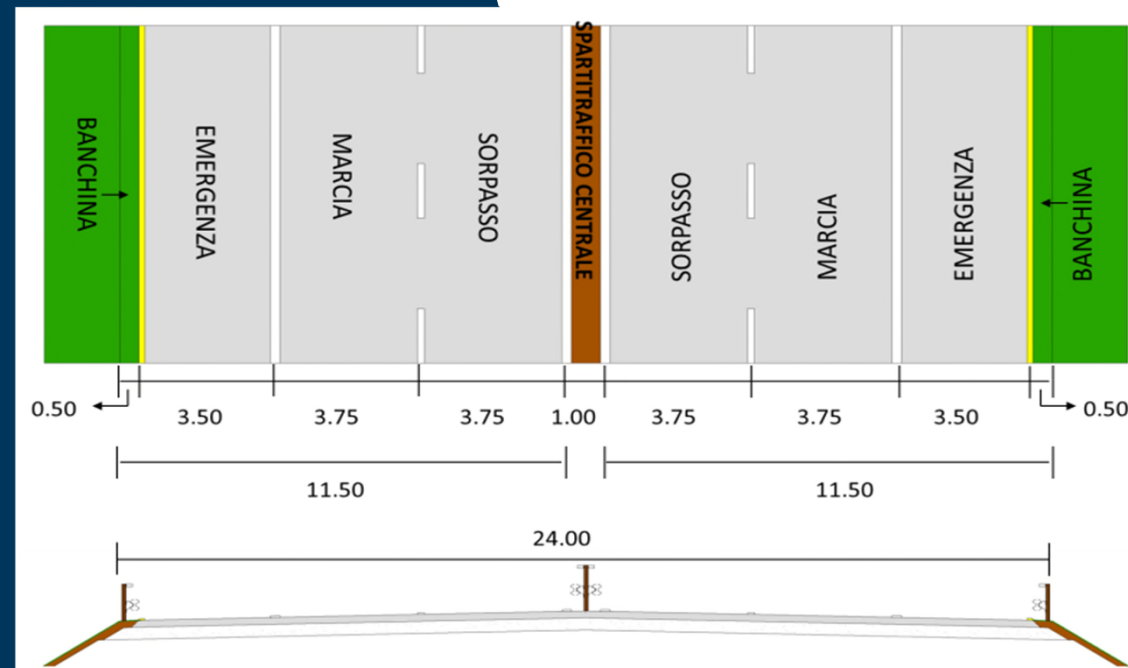 BANCHINA
EMERGENZA
MARCIA
SORPASSO
SPARTITRAFFICO CENTRALE
SORPASSO
MARCIA
EMERGENZA
BANCHINA
0.50 3.50 3.75 3.75 1.00 3.75 3.75 3.50 0.50
11.50 11.50
24.00